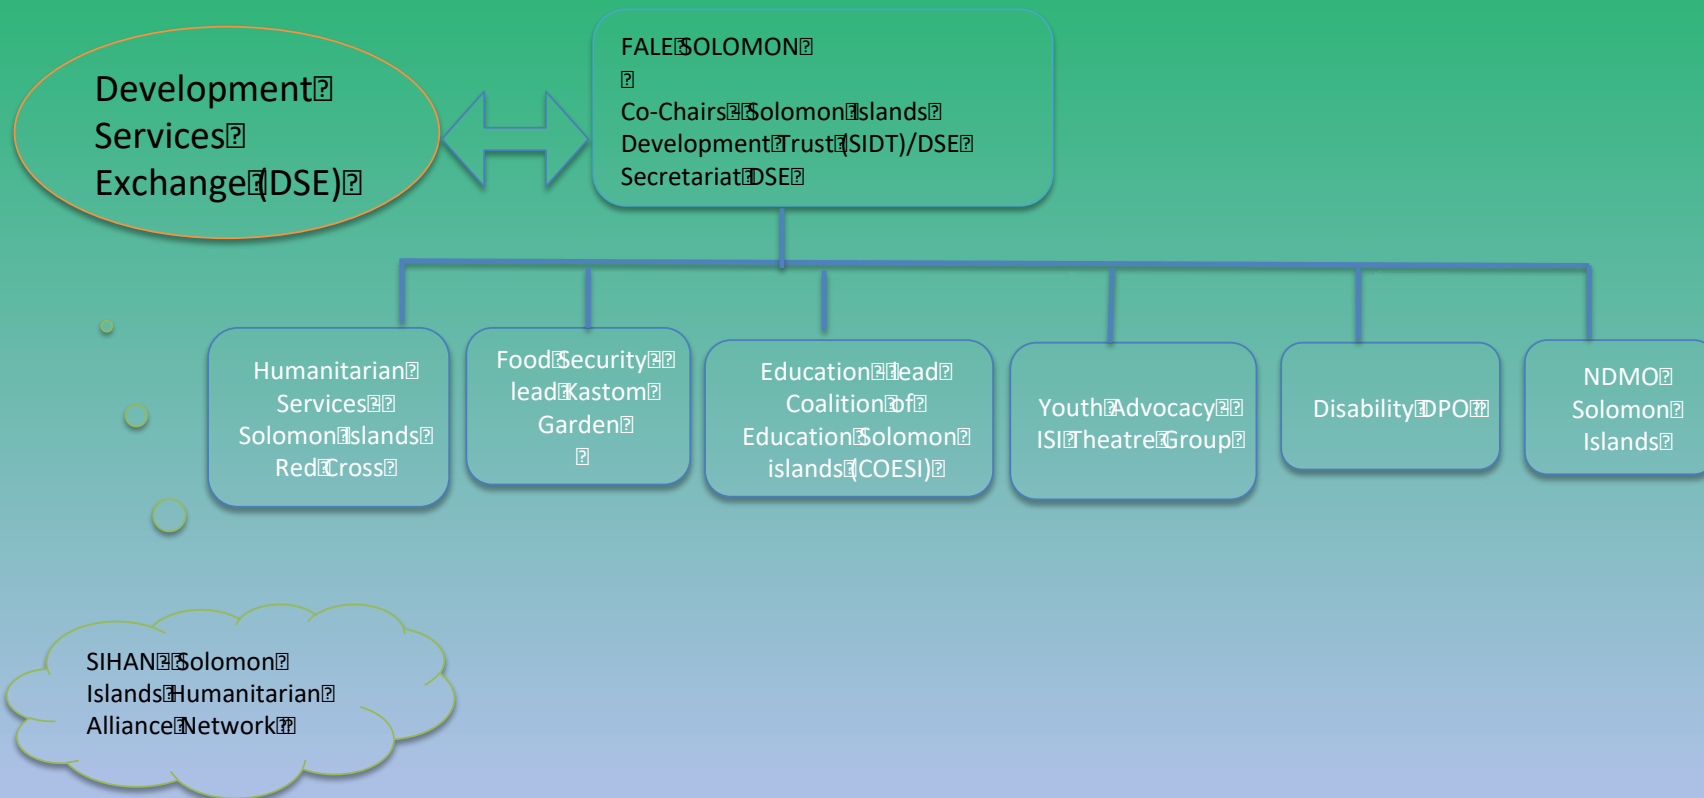 Development
Services
Exchange (DSE)
FALE SOLOMON
Co-Chairs - Solomon Islands
Development Trust (SIDT)/DSE
Secretariat DSE
Humanitarian
Services -
Solomon Islands
Red Cross
Food Security -
lead Kastom
Garden
Education - lead
Coalition of
Education Solomon
islands (COESI)
Youth Advocacy -
ISI Theatre Group
Disability DPO
NDMO
Solomon
Islands
SIHAN - Solomon
Islands Humanitarian
Alliance Network